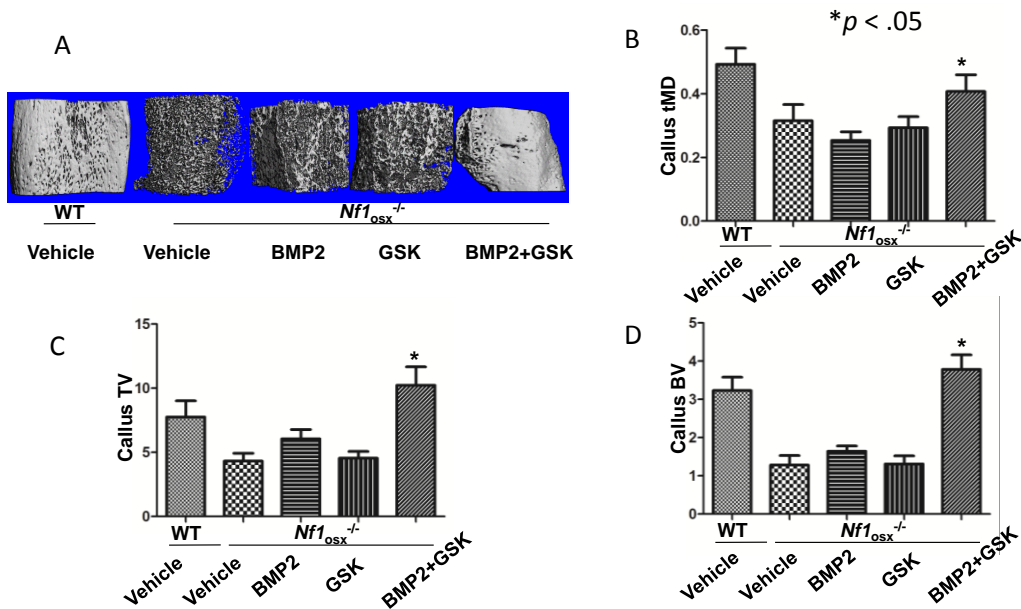 A
WT
Nf1osx-/-
Vehicle Vehicle BMP2 GSK BMP2+GSK
B
*p < .05
Callus tMD
0.6
0.4
0.2
0.0
*
WT
Nf1osx-/-
Vehicle
Vehicle
BMP2
GSK
BMP2+GSK
C
Callus TV
15
10
5
0
*
WT
Nf1osx-/-
Vehicle
Vehicle
BMP2
GSK
BMP2+GSK
D
Callus BV
5
4
3
2
1
0
*
WT
Nf1osx-/-
Vehicle
Vehicle
BMP2
GSK
BMP2+GSK